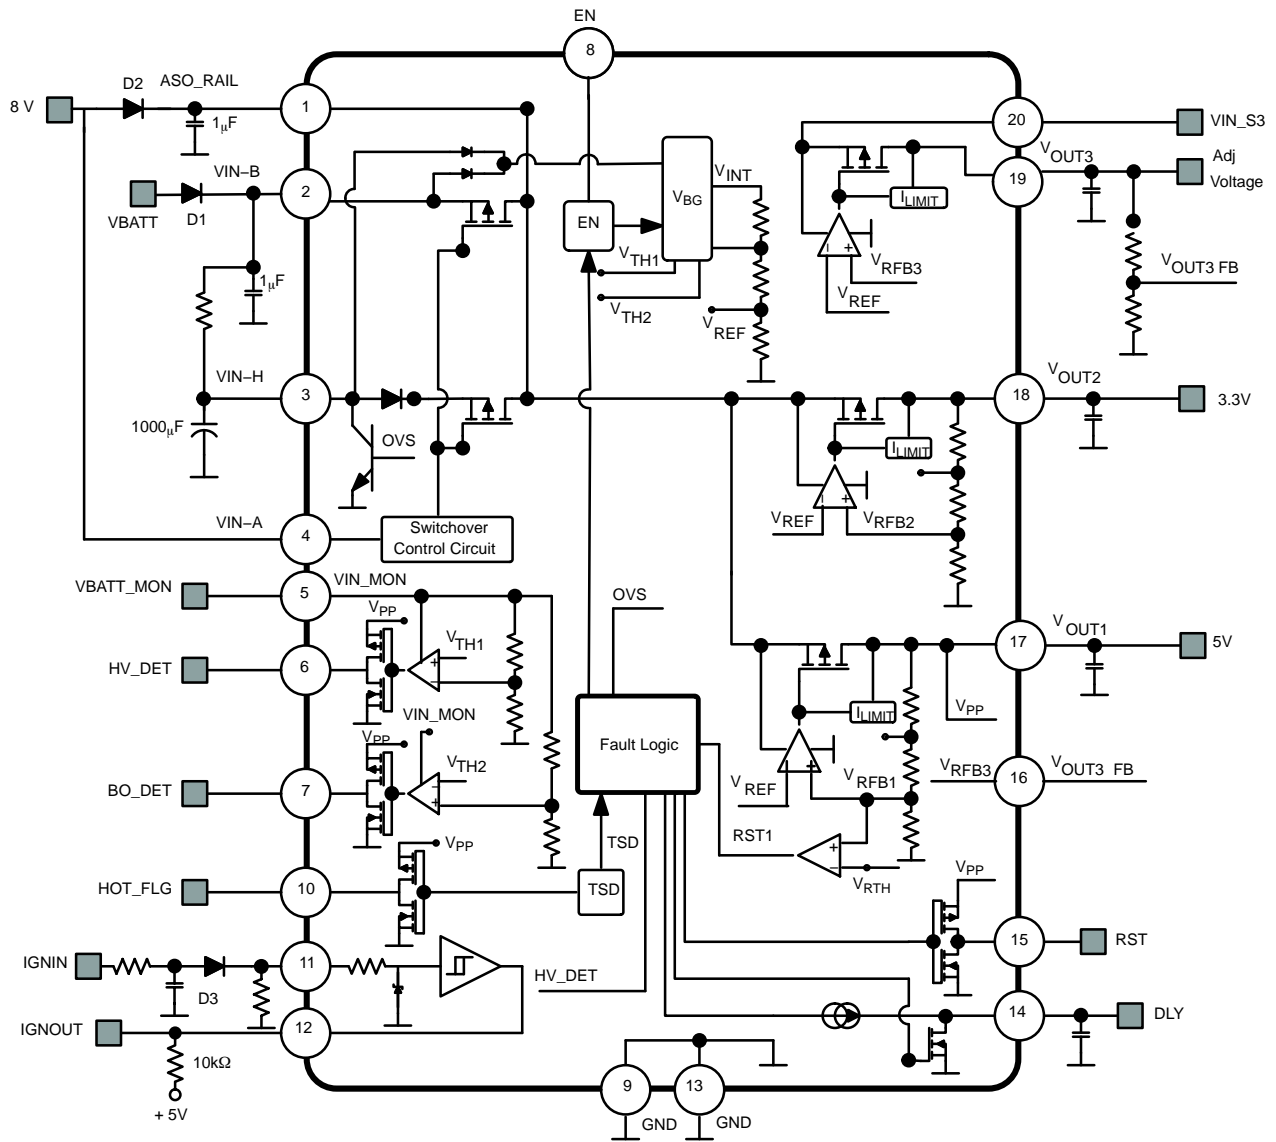 EN
8
8 V
D2
ASO_RAIL
1
1μF
VIN−B
2
VBATT
D1
1μF
VIN−H
3
1000μF
OVS
VIN−A
4
Switchover
Control Circuit
EN
VBG
VINT
VTH1
VTH2
VREF
20
VIN_S3
19
VOUT3
Adj
Voltage
ILIMIT
VRFB3
VREF
VOUT3 FB
18
VOUT2
3.3V
ILIMIT
VREF
VRFB2
VBATT_MON
5
VIN_MON
VPP
VTH1
HV_DET
6
VIN_MON
VPP
VTH2
BO_DET
7
VPP
HOT_FLG
10
TSD
TSD
OVS
Fault Logic
RST1
17
VOUT1
5V
ILIMIT
VPP
VREF
VRFB1
VRTH
VRFB3
16
VOUT3_FB
VPP
15
RST
IGNIN
D3
11
HV_DET
IGNOUT
12
10kΩ
+ 5V
14
DLY
9
13
GND
GND